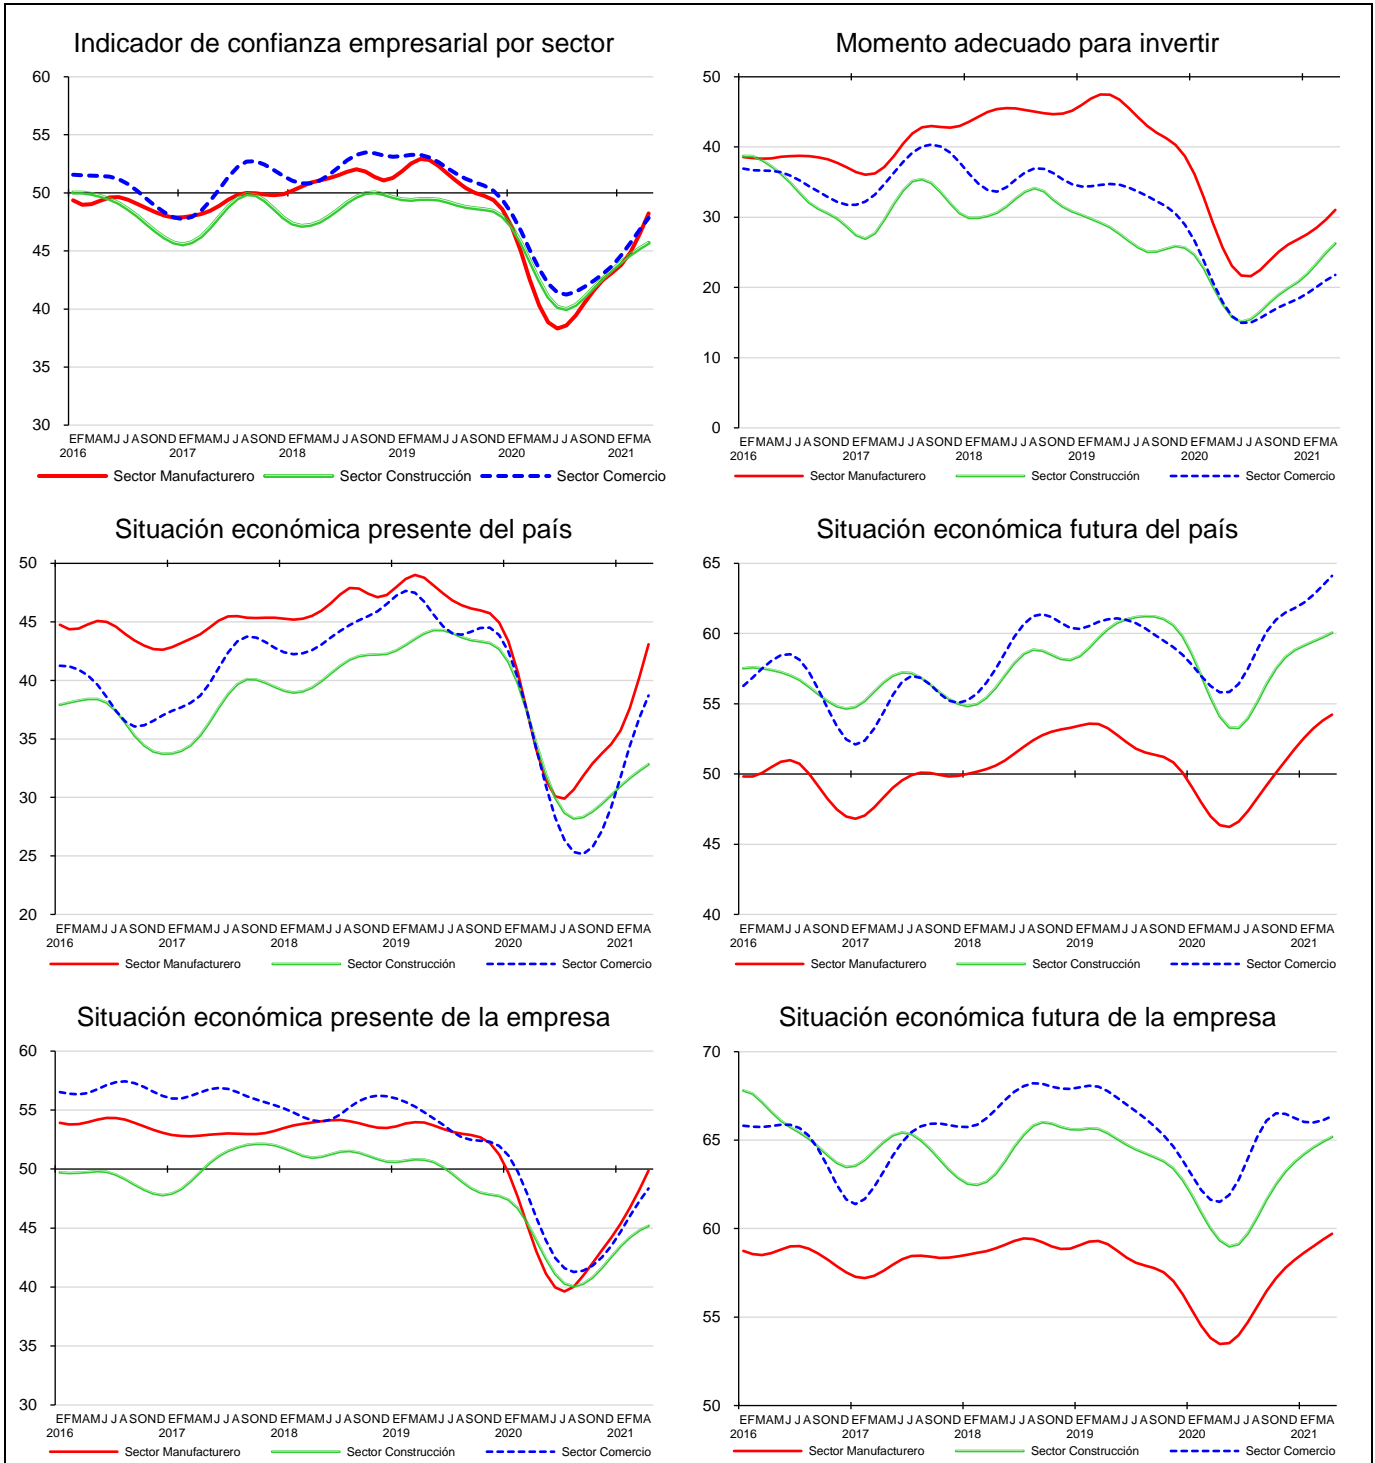 Indicador de confianza empresarial por sector
60
55
50
45
40
35
30
EFMAMJ J ASOND EFMAMJ J ASOND EFMAMJ J ASOND EFMAMJ J ASOND EFMAMJ J ASOND EFMA
2016 2017 2018 2019 2020 2021
Sector Manufacturero Sector Construcción Sector Comercio
Momento adecuado para invertir
50
40
30
20
10
0
EFMAMJ J ASOND EFMAMJ J ASOND EFMAMJ J ASOND EFMAMJ J ASOND EFMAMJ J ASOND EFMA
2016 2017 2018 2019 2020 2021
Sector Manufacturero Sector Construcción Sector Comercio
Situación económica presente del país
50
45
40
35
30
25
20
EFMAMJ J ASOND EFMAMJ J ASOND EFMAMJ J ASOND EFMAMJ J ASOND EFMAMJ J ASOND EFMA
2016 2017 2018 2019 2020 2021
Sector Manufacturero Sector Construcción Sector Comercio
Situación económica futura del país
65
60
55
50
45
40
EFMAMJ J ASOND EFMAMJ J ASOND EFMAMJ J ASOND EFMAMJ J ASOND EFMAMJ J ASOND EFMA
2016 2017 2018 2019 2020 2021
Sector Manufacturero Sector Construcción Sector Comercio
Situación económica presente de la empresa
60
55
50
45
40
35
30
EFMAMJ J ASOND EFMAMJ J ASOND EFMAMJ J ASOND EFMAMJ J ASOND EFMAMJ J ASOND EFMA
2016 2017 2018 2019 2020 2021
Sector Manufacturero Sector Construcción Sector Comercio
Situación económica futura de la empresa
70
65
60
55
50
EFMAMJ J ASOND EFMAMJ J ASOND EFMAMJ J ASOND EFMAMJ J ASOND EFMAMJ J ASOND EFMA
2016 2017 2018 2019 2020 2021
Sector Manufacturero Sector Construcción Sector Comercio